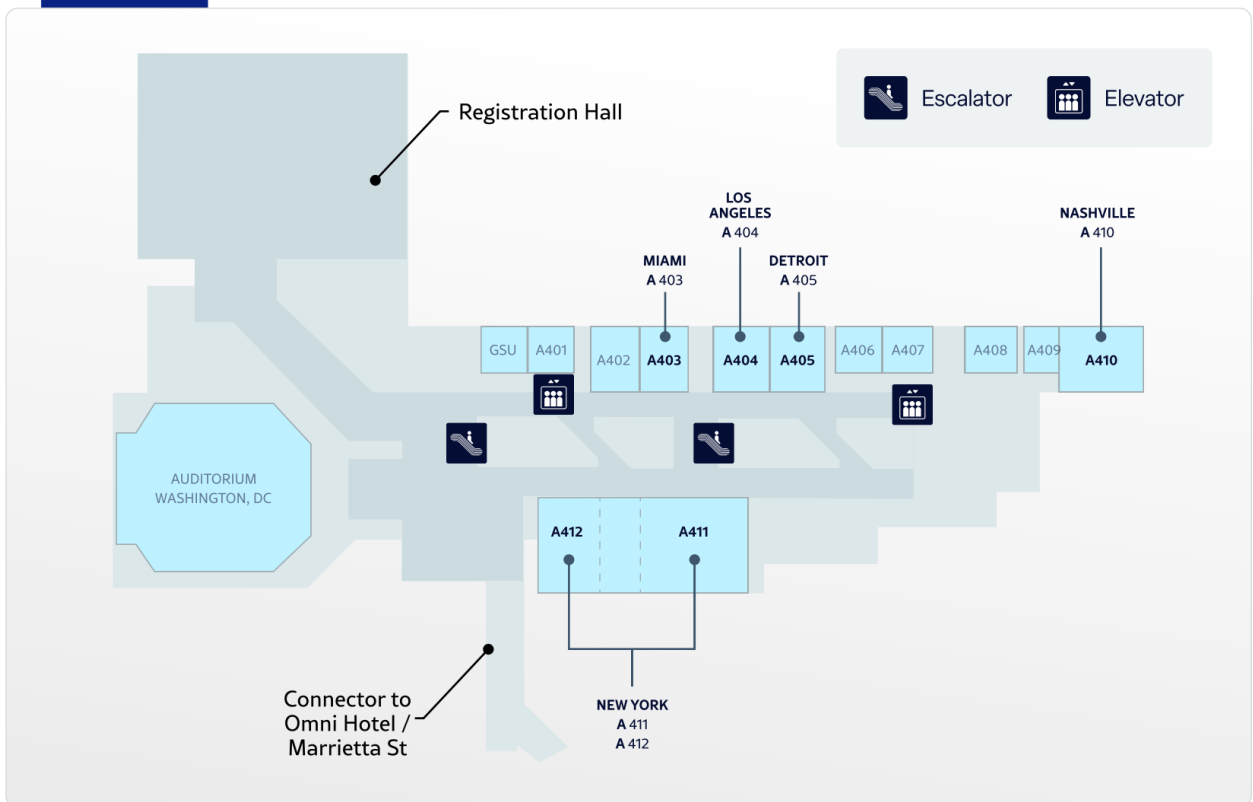 Registration Hall
Escalator
Elevator
LOS
ANGELES
A 404
NASHVILLE
A 410
MIAMI
A 403
DETROIT
A 405
GSU
A401
A402
A403
A404
A405
A406
A407
A408
A409
A410
AUDITORIUM
WASHINGTON, DC
A412
A411
Connector to
Omni Hotel /
Marrietta St
NEW YORK
A 411
A 412